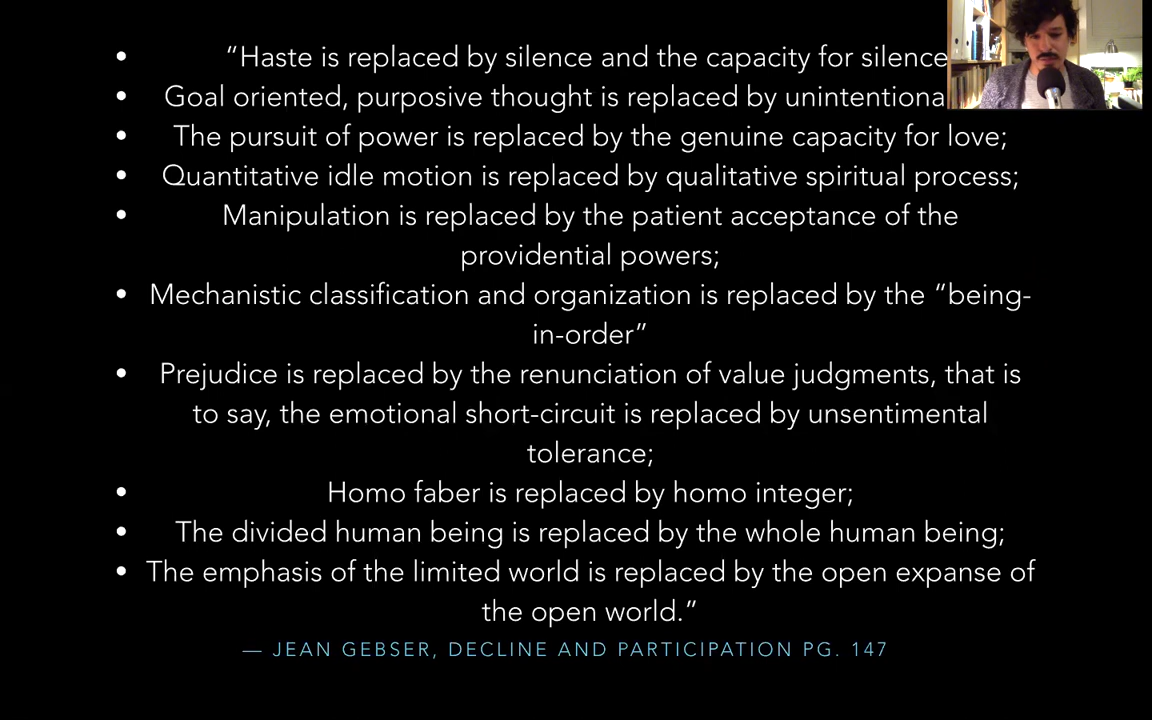 • “Haste is replaced by silence and the capacity for silence
• Goal oriented, purposive thought is replaced by
• The pursuit of power is replaced by the genuine capacity for love;
• Quantitative idle motion is replaced by qualitative spiritual process;
• Manipulation is replaced by the patient acceptance of the
providential powers;
• Mechanistic classification and organization is replaced by the “being-
in-order”
• Prejudice is replaced by the renunciation of value judgments, that is
to say, the emotional short-circuit is replaced by unsentimental
tolerance;
• Homo faber is replaced by homo integer;
• The divided human being is replaced by the whole human being;
• The emphasis of the limited world is replaced by the open expanse of
the open world.”
— JEAN GEBSER, DECLINE AND PARTICIPATION PG. 147